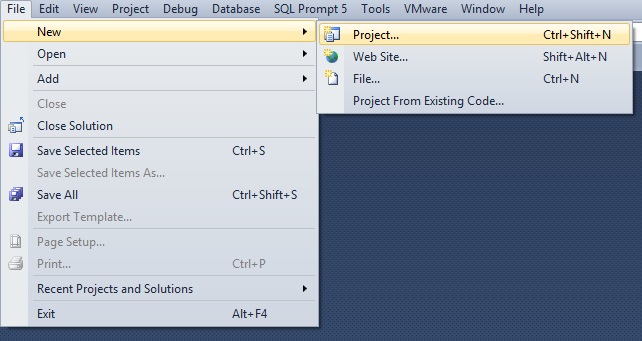 File Edit View Project Debug Database SQL Prompt 5 Tools VMware Window Help
New
Project... Ctrl+Shift+N
Open
Web Site... Shift+Alt+N
Add
File... Ctrl+N
Close
Project From Existing Code...
Close Solution
Save Selected Items Ctrl+S
Save Selected Items As...
Save All Ctrl+Shift+S
Export Template...
Page Setup...
Print... Ctrl+P
Recent Projects and Solutions
Exit Alt+F4